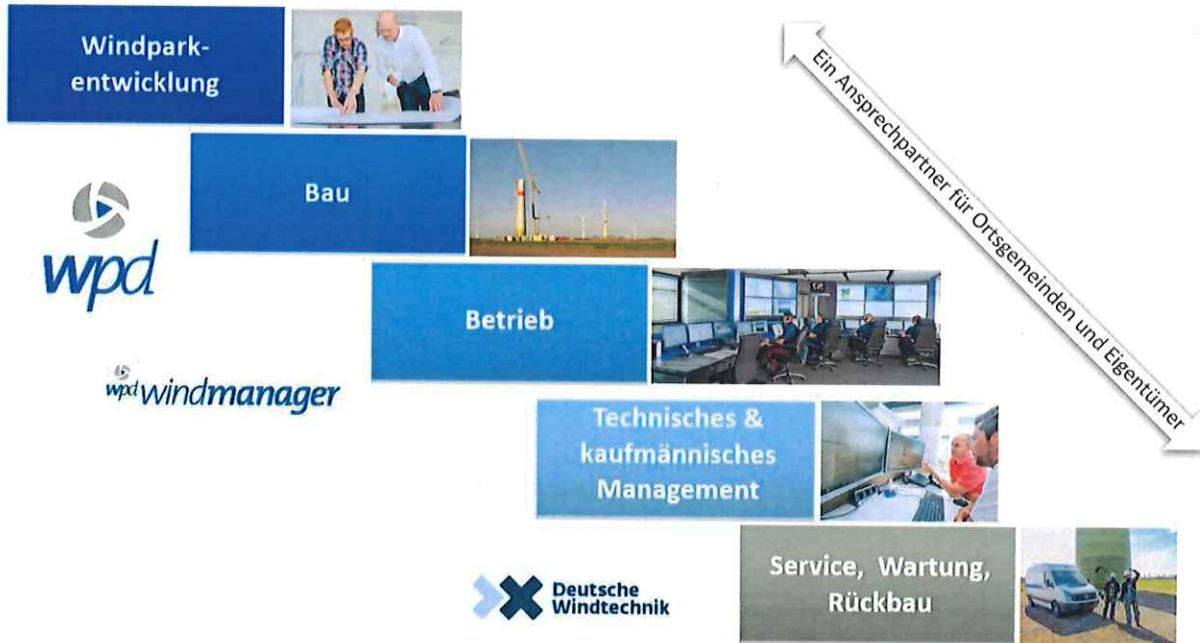 Windpark-
entwicklung
Ein Ansprechpartner für Ortsgemeinden und Eigentümer
Bau
wpd
Betrieb
wpd windmanager
Technisches &
kaufmännisches
Management
Service, Wartung,
Rückbau
Deutsche
Windtechnik